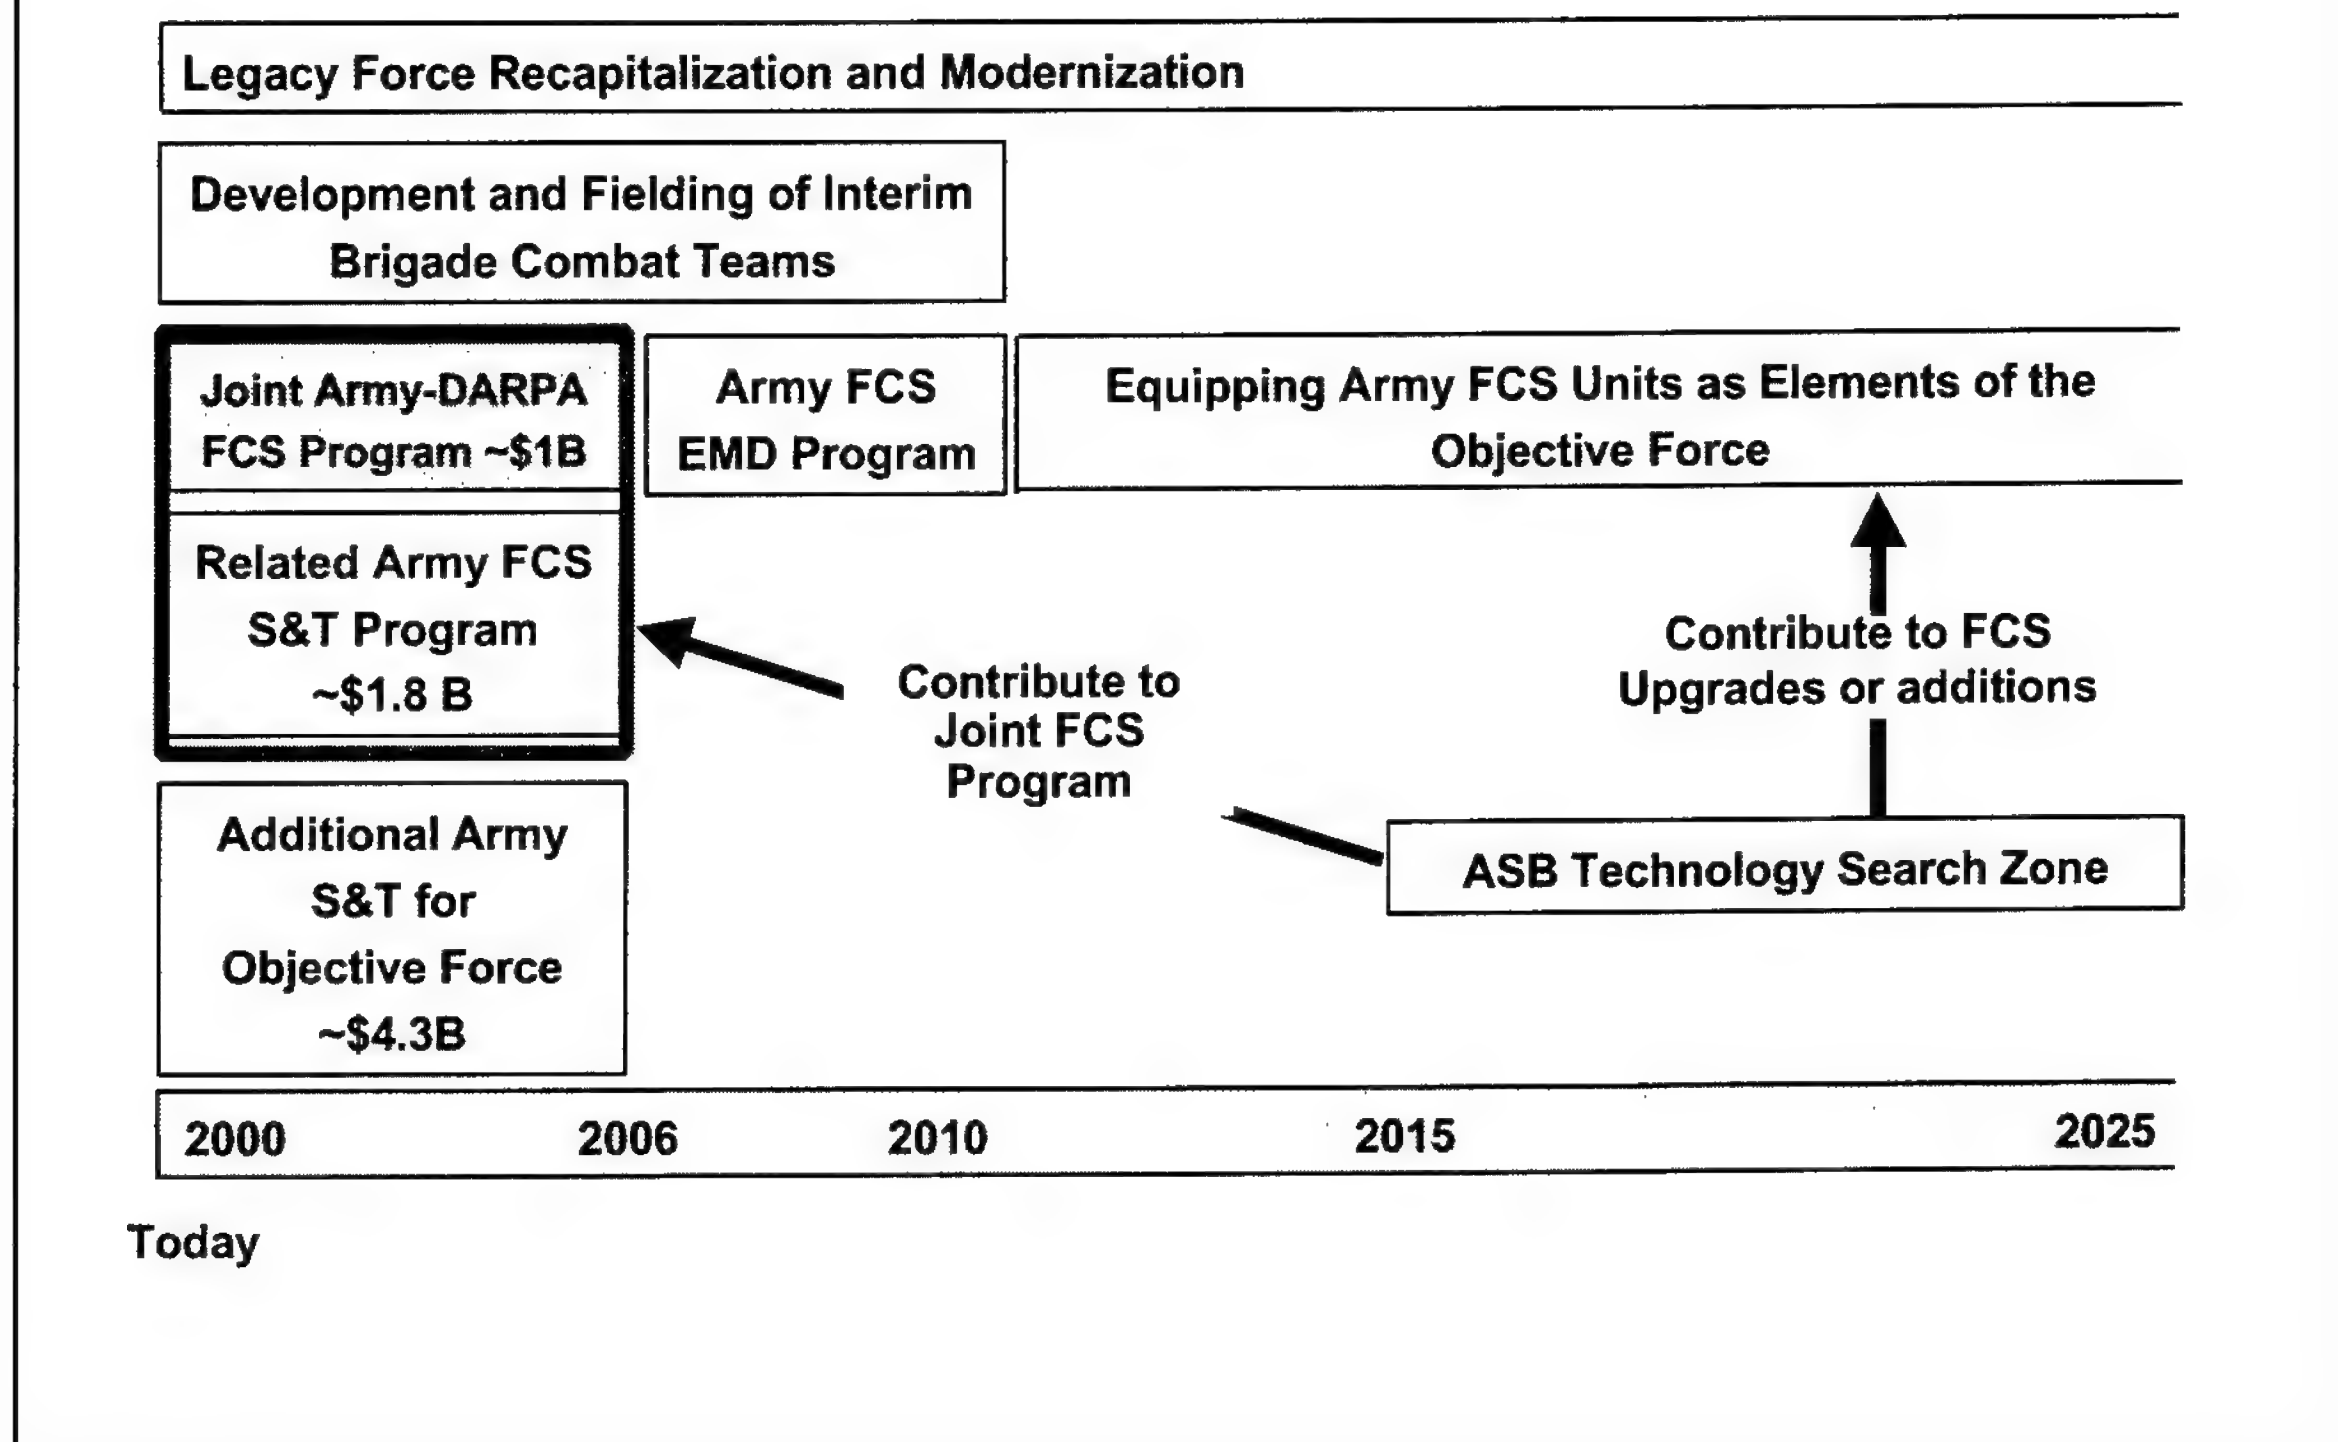 Legacy Force Recapitalization and Modernization
Development and Fielding of Interim
Brigade Combat Teams
Joint Army-DARPA
FCS Program ~$1B
Army FCS
EMD Program
Equipping Army FCS Units as Elements of the
Objective Force
Related Army FCS
S&T Program
~$1.8 B
Contribute to
Joint FCS
Program
Contribute to FCS
Upgrades or additions
Additional Army
S&T for
Objective Force
~$4.3B
ASB Technology Search Zone
2000 2006 2010 2015 2025
Today